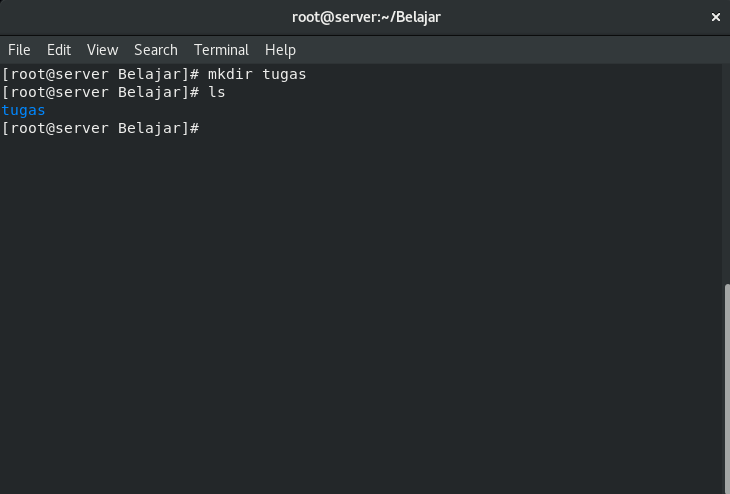 root@server:~/Belajar ×
File Edit View Search Terminal Help
[root@server Belajar]# mkdir tugas
[root@server Belajar]# ls
tugas
[root@server Belajar]#